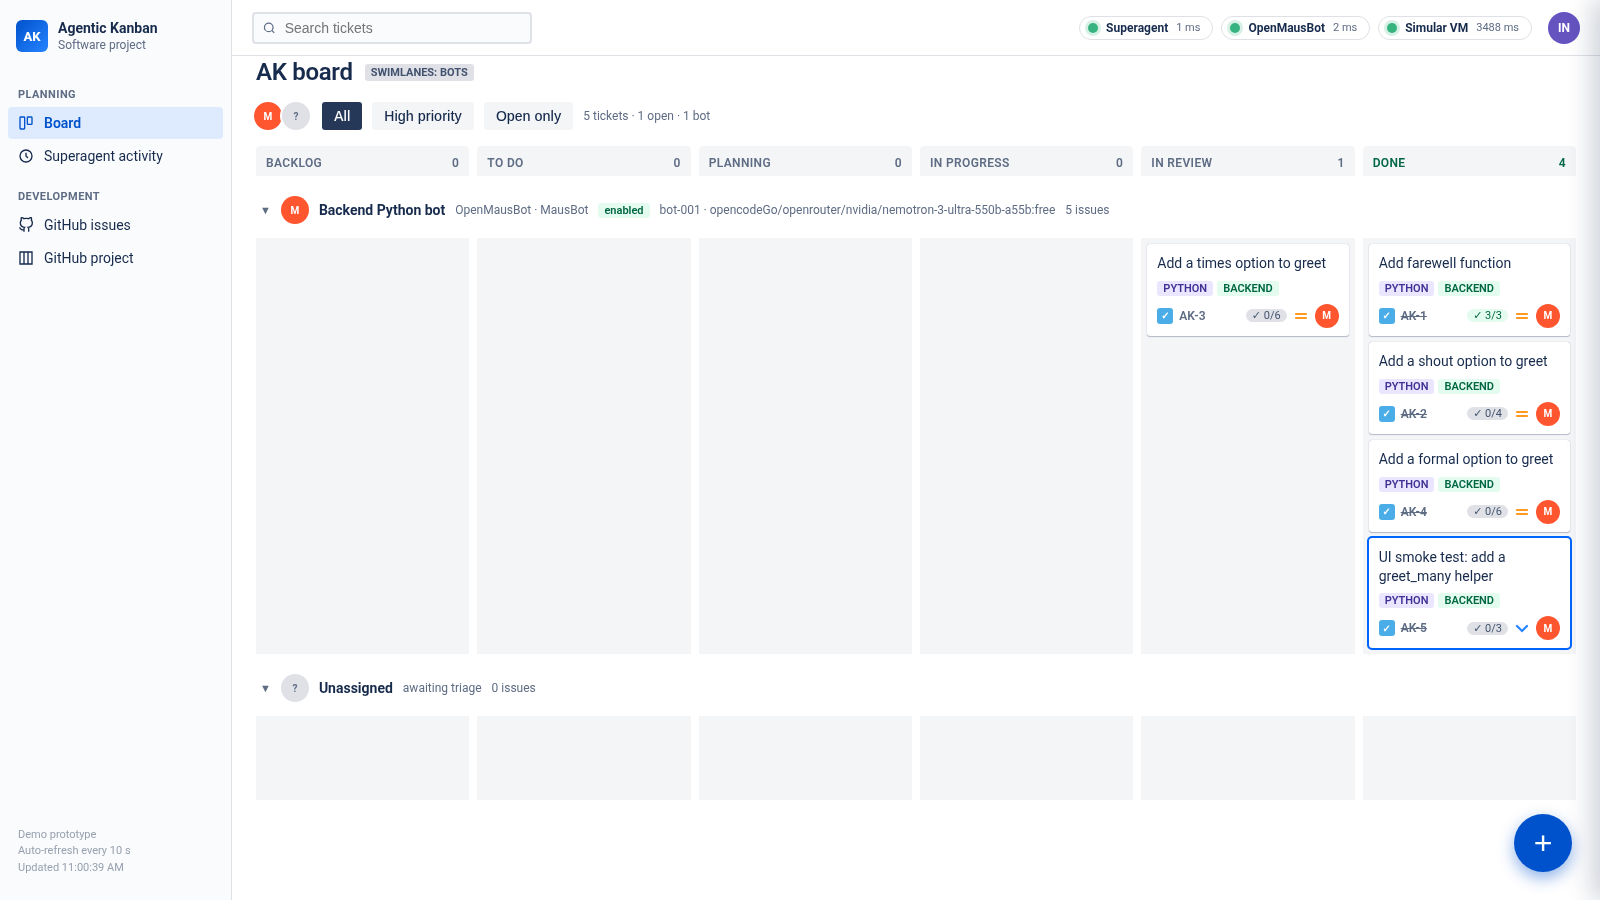 AK
Agentic Kanban
Software project
PLANNING
Board
Superagent activity
DEVELOPMENT
GitHub issues
GitHub project
Demo prototype
Auto-refresh every 10 s
Updated 11:00:39 AM
Search tickets
Superagent 1 ms
OpenMausBot 2 ms
Simular VM 3488 ms
IN
AK board SWIMLANES: BOTS
M ? All High priority Open only 5 tickets · 1 open · 1 bot
BACKLOG 0
TO DO 0
PLANNING 0
IN PROGRESS 0
IN REVIEW 1
DONE 4
▼ M Backend Python bot OpenMausBot · MausBot enabled bot-001 · opencodeGo/openrouter/nvidia/nemotron-3-ultra-550b-a55b:free 5 issues
Add a times option to greet
PYTHON BACKEND
✓ AK-3 ✓ 0/6 M
Add farewell function
PYTHON BACKEND
✓ AK-1 ✓ 3/3 M
Add a shout option to greet
PYTHON BACKEND
✓ AK-2 ✓ 0/4 M
Add a formal option to greet
PYTHON BACKEND
✓ AK-4 ✓ 0/6 M
UI smoke test: add a
greet_many helper
PYTHON BACKEND
✓ AK-5 ✓ 0/3 M
▼ ? Unassigned awaiting triage 0 issues
+